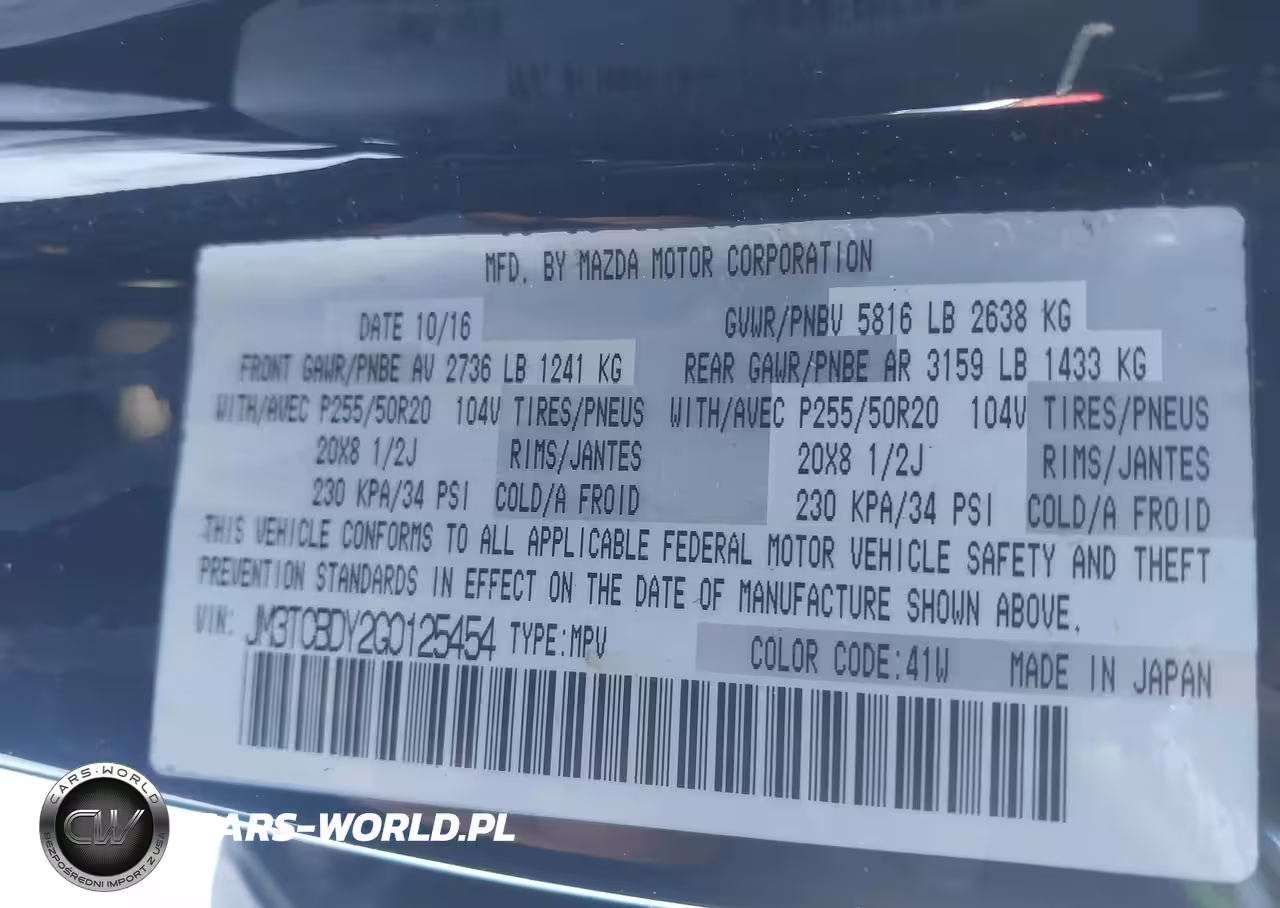 MFD. BY MAZDA MOTOR CORPORATION
DATE 10/16 GVWR/PNBV 5816 LB 2638 KG
FRONT GAWR/PNBE AV 2736 LB 1241 KG REAR GAWR/PNBE AR 3159 LB 1433 KG
WITH/AVEC P255/50R20 104V TIRES/PNEUS WITH/AVEC P255/50R20 104V TIRES/PNEUS
20X8 1/2J RIMS/JANTES 20X8 1/2J RIMS/JANTES
230 KPA/34 PSI COLD/A FROID 230 KPA/34 PSI COLD/A FROID
THIS VEHICLE CONFORMS TO ALL APPLICABLE FEDERAL MOTOR VEHICLE SAFETY AND THEFT
PREVENTION STANDARDS IN EFFECT ON THE DATE OF MANUFACTURE SHOWN ABOVE.
VIN: JM3TCBDY2G0125454 TYPE:MPV COLOR CODE:41W MADE IN JAPAN
CARS-WORLD
CW
BEZPOŚREDNI IMPORT Z USA
CARS-WORLD.PL